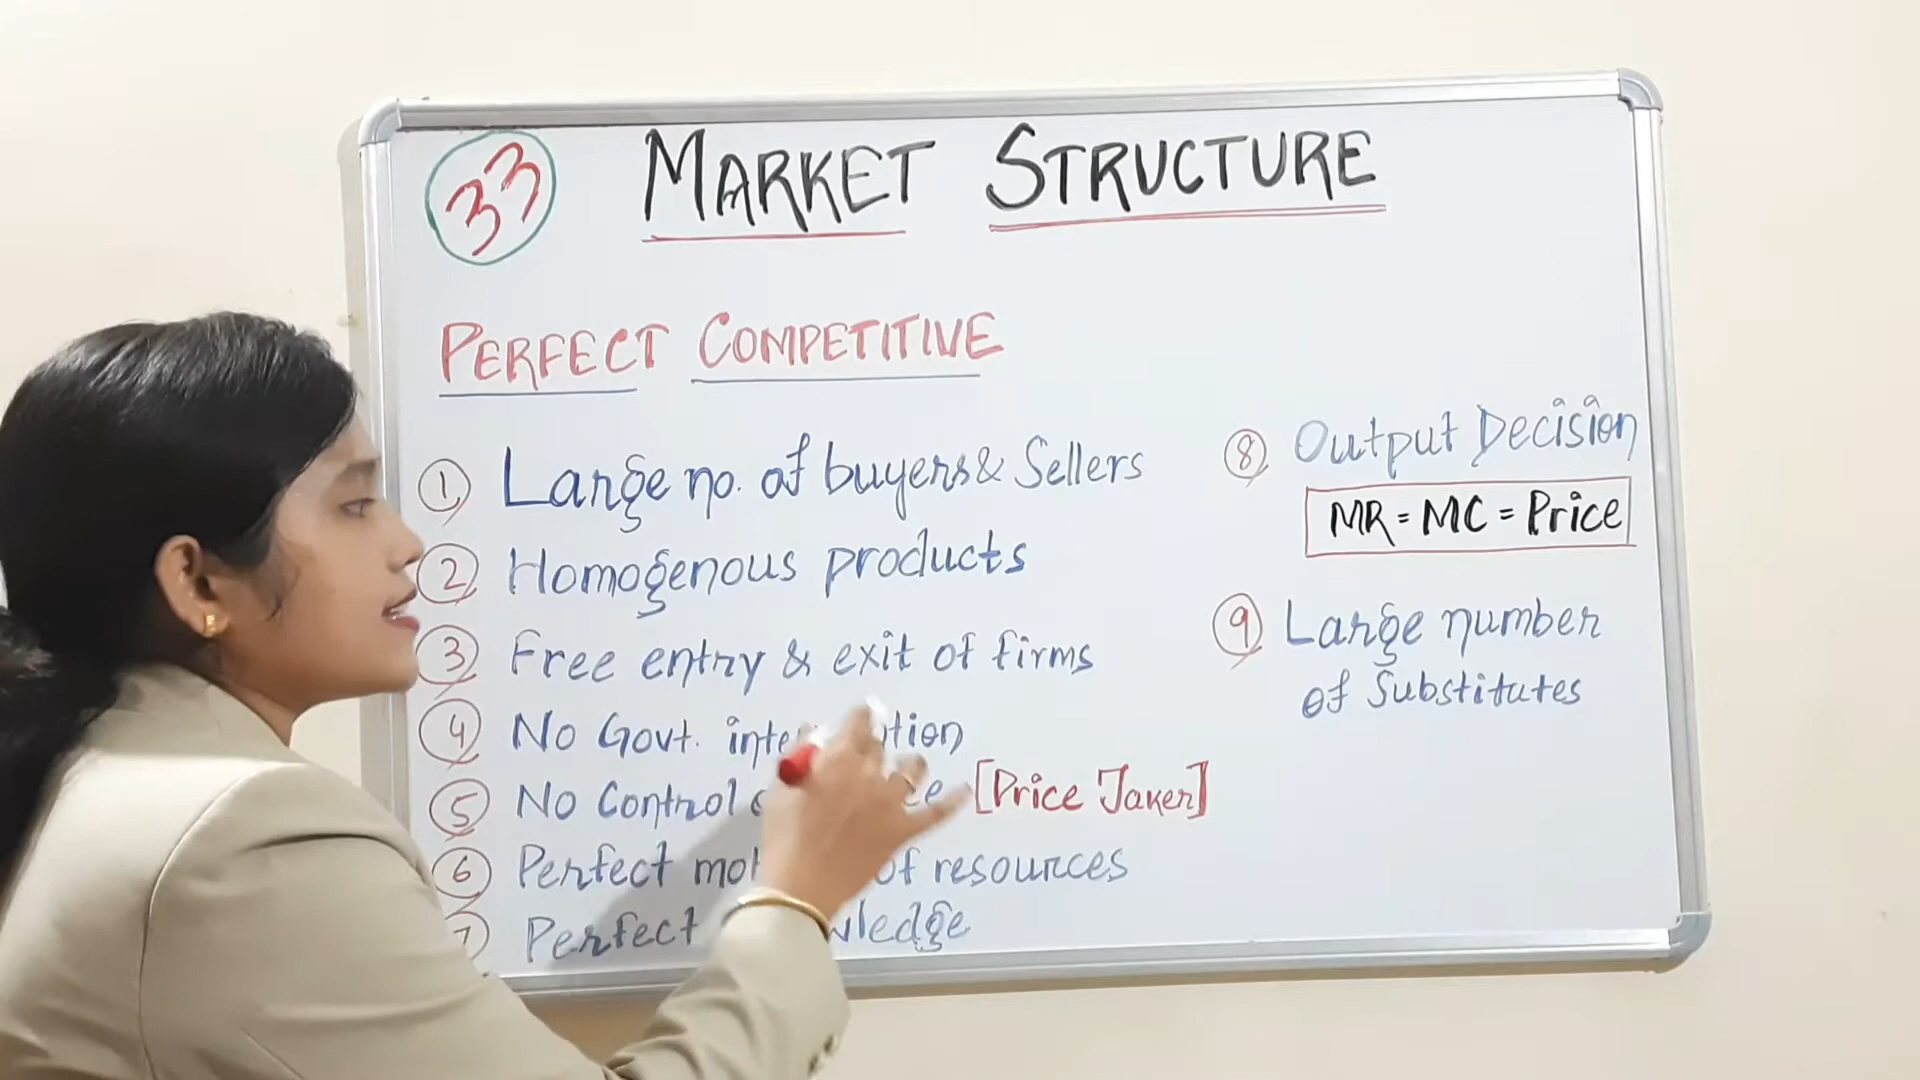 33 MARKET STRUCTURE
PERFECT COMPETITIVE
1 Large no. of buyers & Sellers
2 Homogenous products
3 Free entry & exit of firms
4 No Govt.
5 No Control [Price Taker]
6 Perfect of resources
7 Perfect
8 Output Decision
MR = MC = Price
9 Large number
of Substitutes